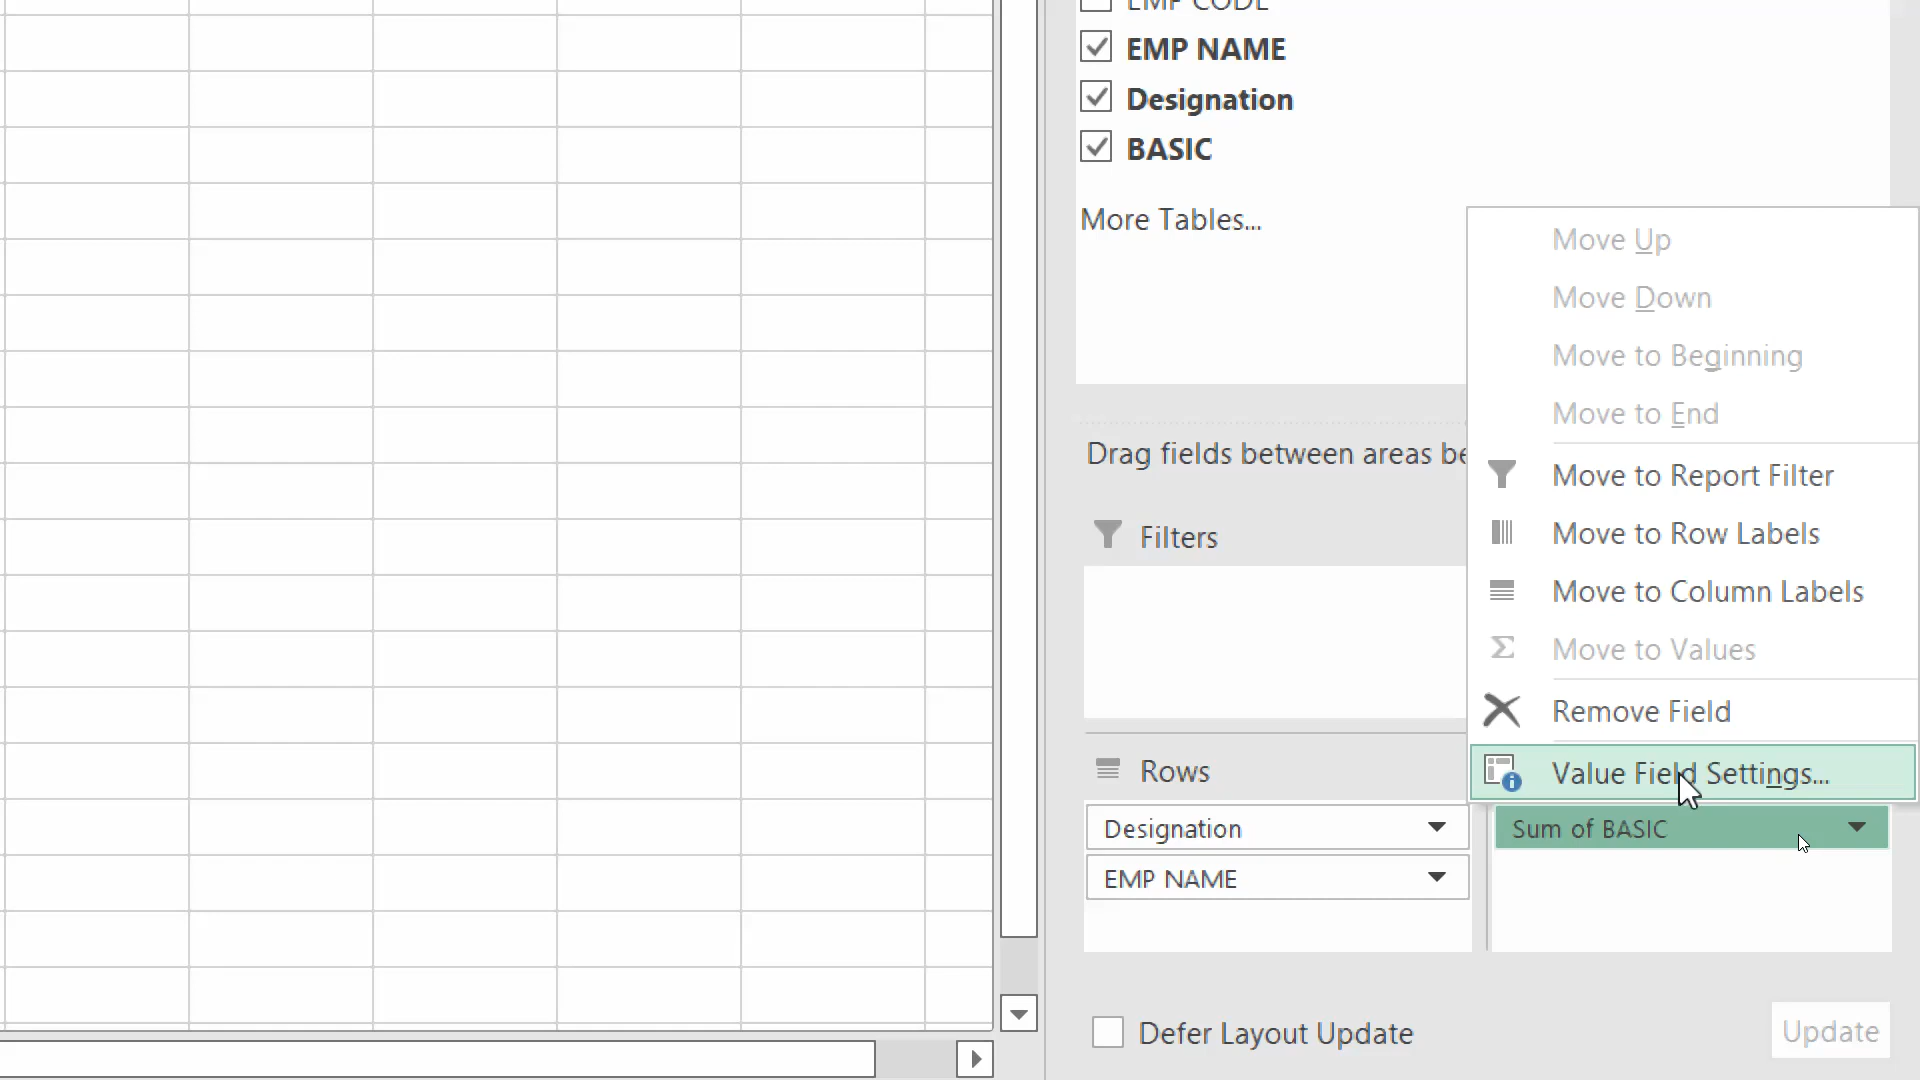 EMP CODE
EMP NAME
Designation
BASIC
More Tables...
Move Up
Move Down
Move to Beginning
Move to End
Drag fields between areas be
Move to Report Filter
Filters
Move to Row Labels
Move to Column Labels
Move to Values
Remove Field
Rows
Value Field Settings...
Designation
Sum of BASIC
EMP NAME
Defer Layout Update
Update